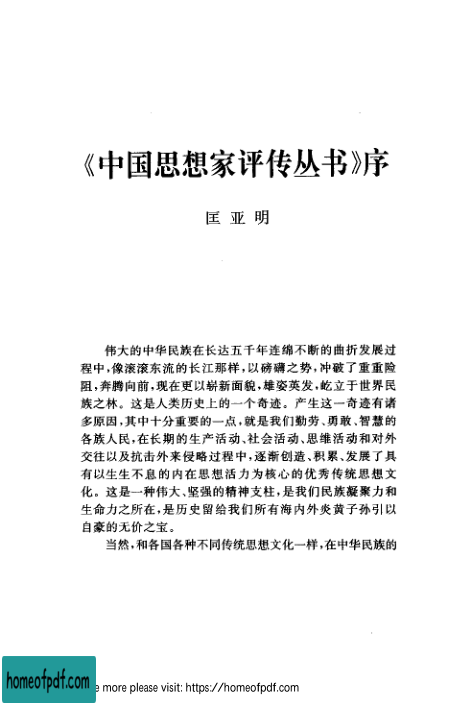 《中国思想家评传丛书》序
匡亚明
伟大的中华民族在长达五千年连绵不断的曲折发展过
程中，像滚滚东流的长江那样，以磅礴之势，冲破了重重险
阻，奔腾向前，现在更以崭新面貌，雄姿英发，屹立于世界民
族之林。这是人类历史上的一个奇迹。产生这一奇迹有诸
多原因，其中十分重要的一点，就是我们勤劳、勇敢、智慧的
各族人民，在长期的生产活动、社会活动、思维活动和对外
交往以及抗击外来侵略过程中，逐渐创造、积累、发展了具
有以生生不息的内在思想活力为核心的优秀传统思想文
化。这是一种伟大、坚强的精神支柱，是我们民族凝聚力和
生命力之所在，是历史留给我们所有海内外炎黄子孙引以
自豪的无价之宝。
当然，和各国各种不同传统思想文化一样，在中华民族的
homeofpdf.com
e more please visit: https://homeofpdf.com